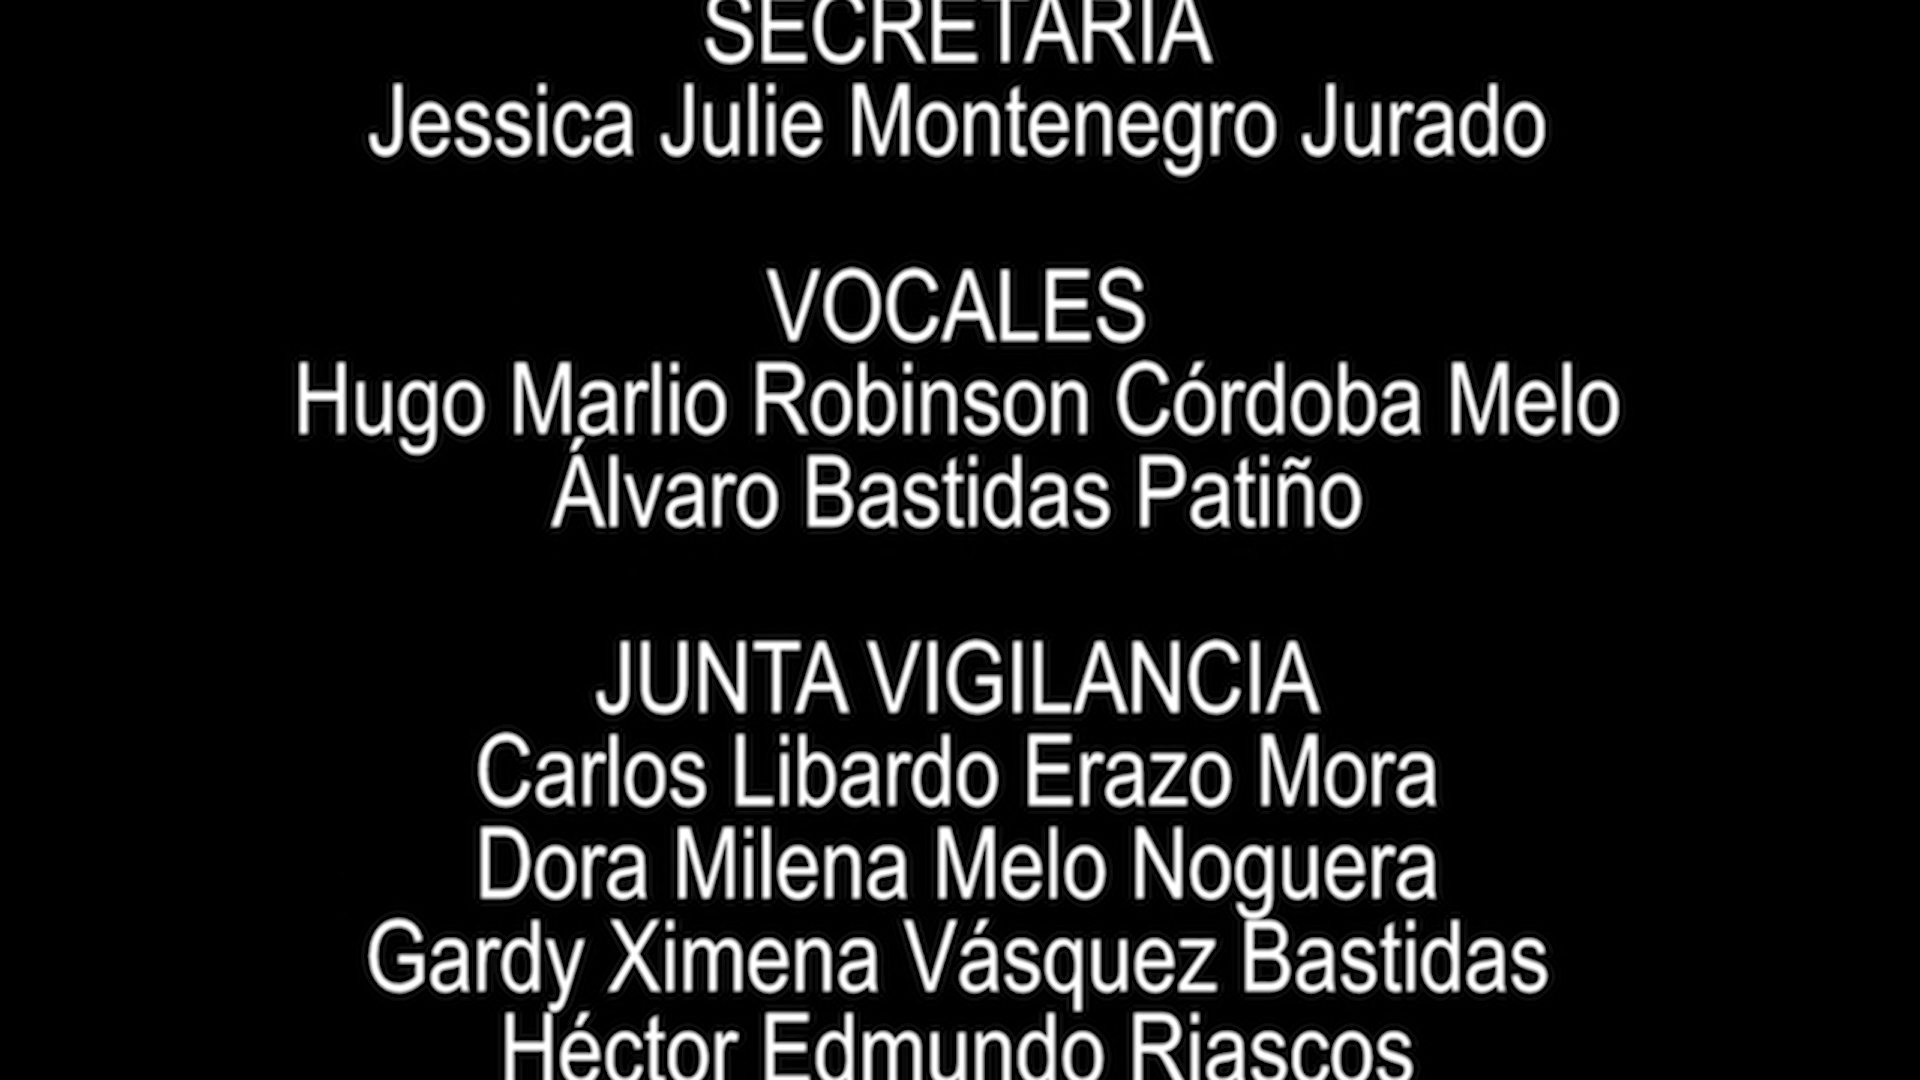 SECRETARIA
Jessica Julie Montenegro Jurado
VOCALES
Hugo Marlio Robinson Córdoba Melo
Álvaro Bastidas Patiño
JUNTA VIGILANCIA
Carlos Libardo Erazo Mora
Dora Milena Melo Noguera
Gardy Ximena Vásquez Bastidas
Héctor Edmundo Riascos